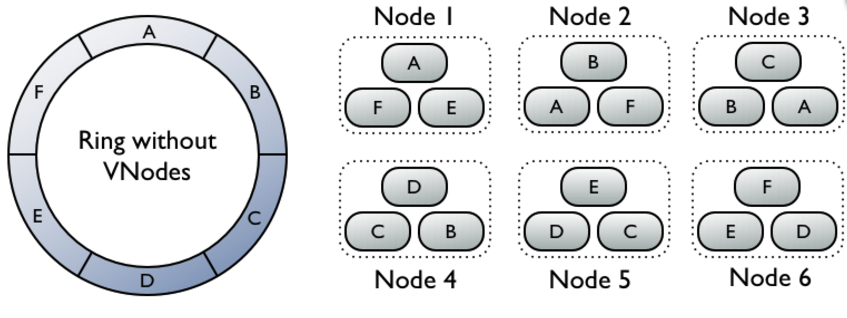 A
F
B
Ring without
VNodes
E
C
D
Node 1
A
F E
Node 2
B
A F
Node 3
C
B A
D
C B
Node 4
E
D C
Node 5
F
E D
Node 6